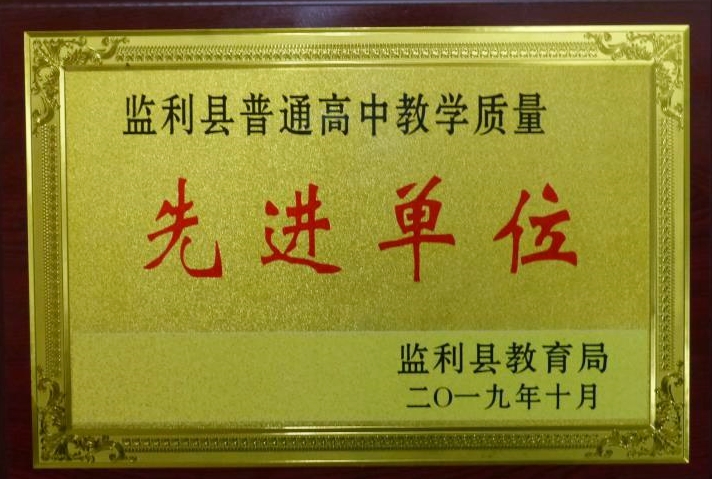 监利县普通高中教学质量
先进单位
监利县教育局
二〇一九年十月